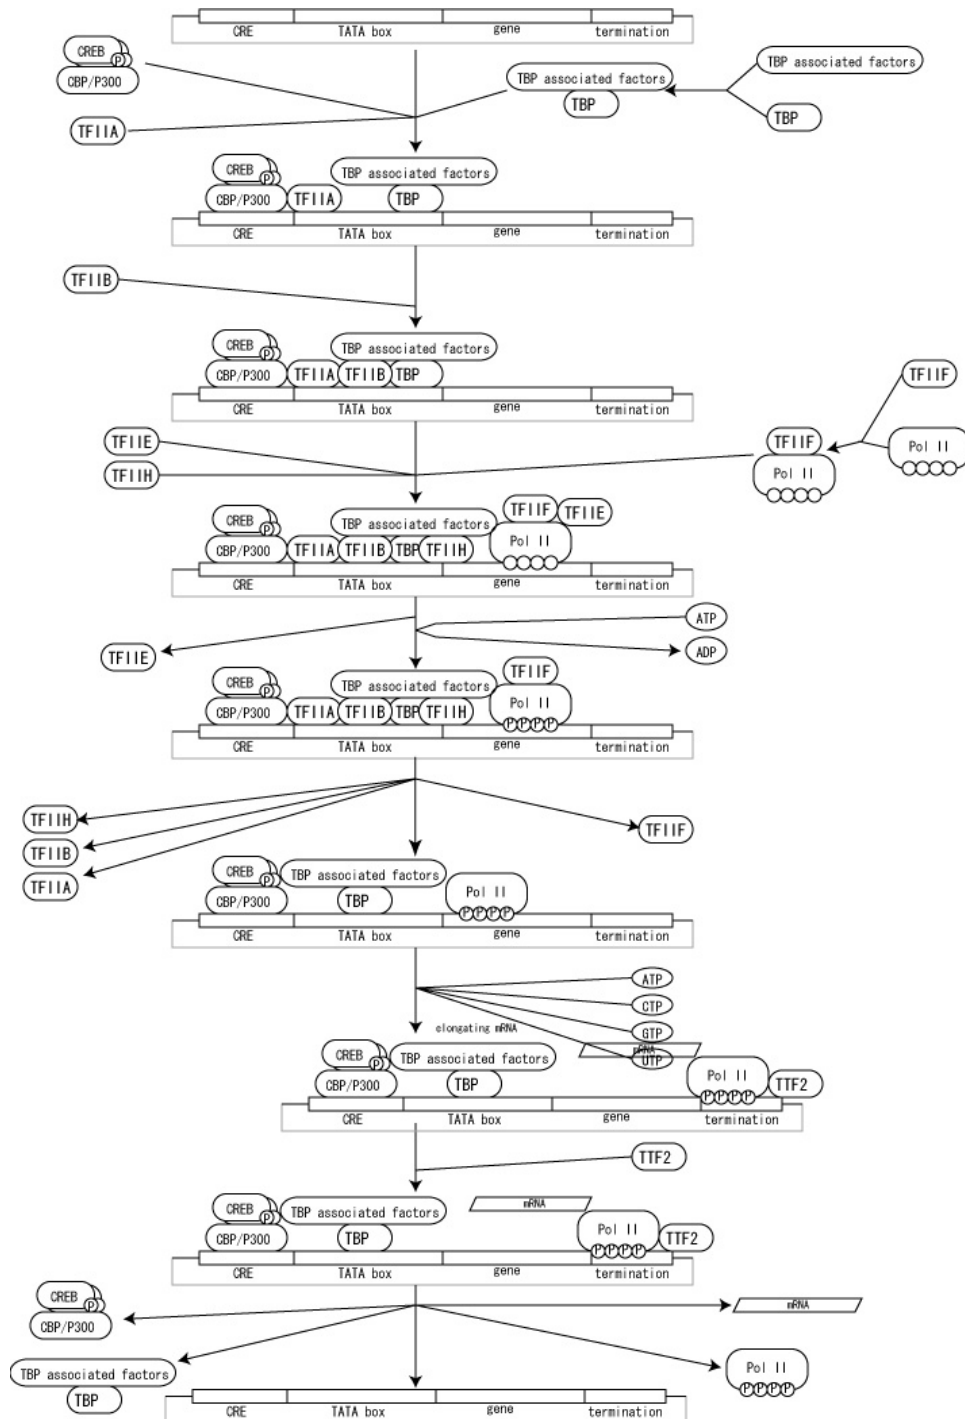 CRE TATA box gene termination
CREB
P
CBP/P300
TBP associated factors
TBP
TBP associated factors
TBP
TFIIA
CREB
P
CBP/P300 TFIIA
TBP associated factors
TBP
CRE TATA box gene termination
TFIIB
CREB
P
TBP associated factors
CBP/P300 TFIIA TFIIB TBP
CRE TATA box gene termination
TFIIF
TFIIF
Pol II
Pol II
TFIIE
TFIIH
CREB
P
TBP associated factors
TFIIF TFIIE
CBP/P300 TFIIA TFIIB TBP TFIIH
Pol II
CRE TATA box gene termination
ATP
ADP
TFIIE
CREB
P
TBP associated factors
TFIIF
CBP/P300 TFIIA TFIIB TBP TFIIH
Pol II
P P P P
CRE TATA box gene termination
TFIIH
TFIIB
TFIIA
TFIIF
CREB
P
TBP associated factors
CBP/P300 TBP
Pol II
P P P P
CRE TATA box gene termination
ATP
CTP
GTP
UTP
elongating mRNA
mRNA
CREB
P
TBP associated factors
CBP/P300 TBP
Pol II
P P P P
TTF2
CRE TATA box gene termination
TTF2
CREB
P
TBP associated factors
mRNA
CBP/P300 TBP
Pol II
P P P P
TTF2
CRE TATA box gene termination
CREB
P
CBP/P300
mRNA
TBP associated factors
TBP
Pol II
P P P P
CRE TATA box gene termination